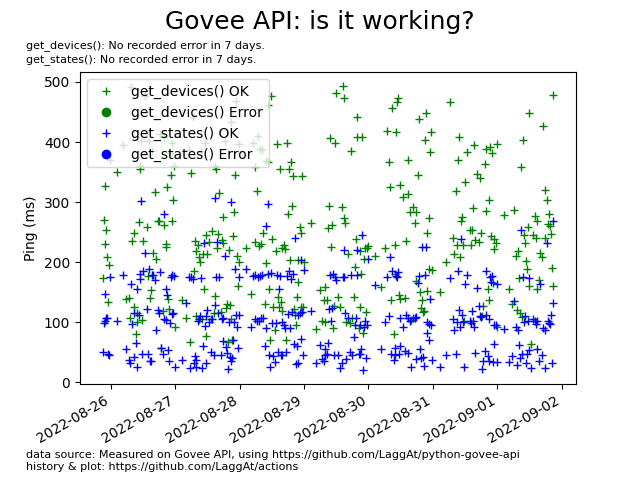 Govee API: is it working?
get_devices(): No recorded error in 7 days.
get_states(): No recorded error in 7 days.
get_devices() OK
get_devices() Error
get_states() OK
get_states() Error
Ping (ms)
500
400
300
200
100
0
2022-08-26
2022-08-27
2022-08-28
2022-08-29
2022-08-30
2022-08-31
2022-09-01
2022-09-02
data source: Measured on Govee API, using https://github.com/LaggAt/python-govee-api
history & plot: https://github.com/LaggAt/actions